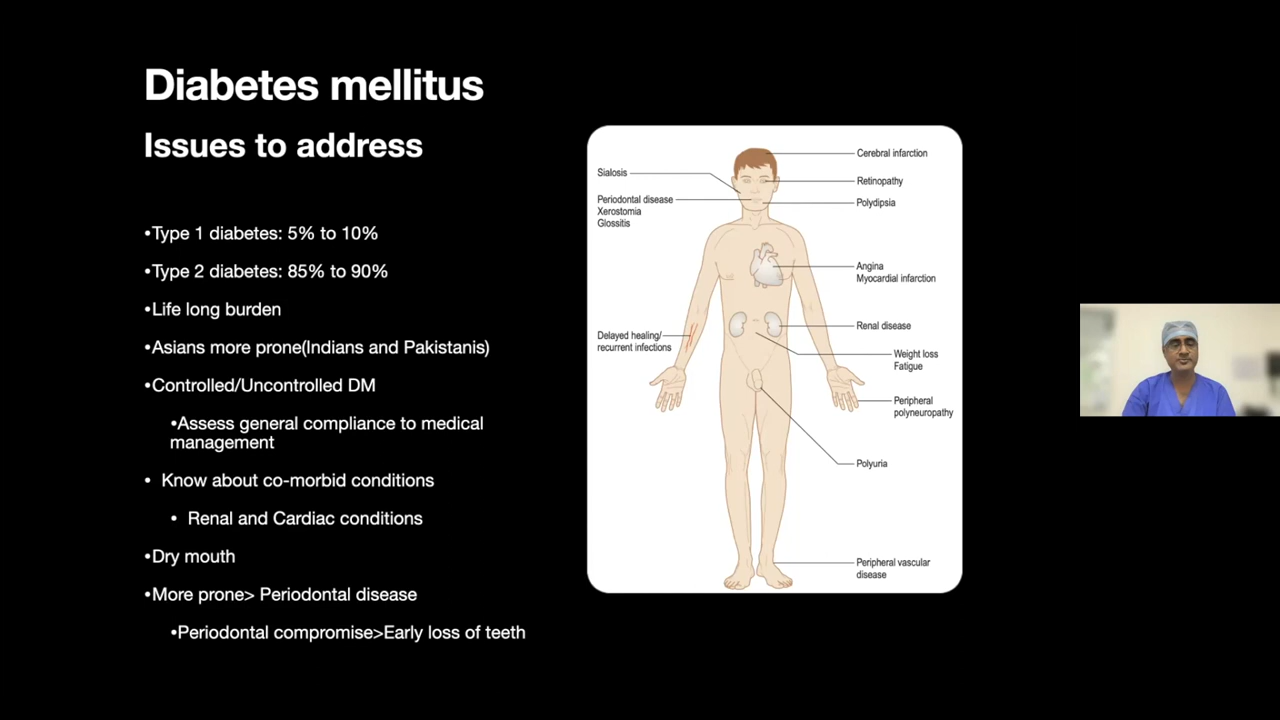 Diabetes mellitus
Issues to address
•Type 1 diabetes: 5% to 10%
•Type 2 diabetes: 85% to 90%
•Life long burden
•Asians more prone(Indians and Pakistanis)
•Controlled/Uncontrolled DM
•Assess general compliance to medical
management
• Know about co-morbid conditions
• Renal and Cardiac conditions
•Dry mouth
•More prone> Periodontal disease
•Periodontal compromise>Early loss of teeth
Sialosis
Periodontal disease
Xerostomia
Glossitis
Delayed healing/
recurrent infections
Cerebral infarction
Retinopathy
Polydipsia
Angina
Myocardial infarction
Renal disease
Weight loss
Fatigue
Peripheral
polyneuropathy
Polyuria
Peripheral vascular
disease